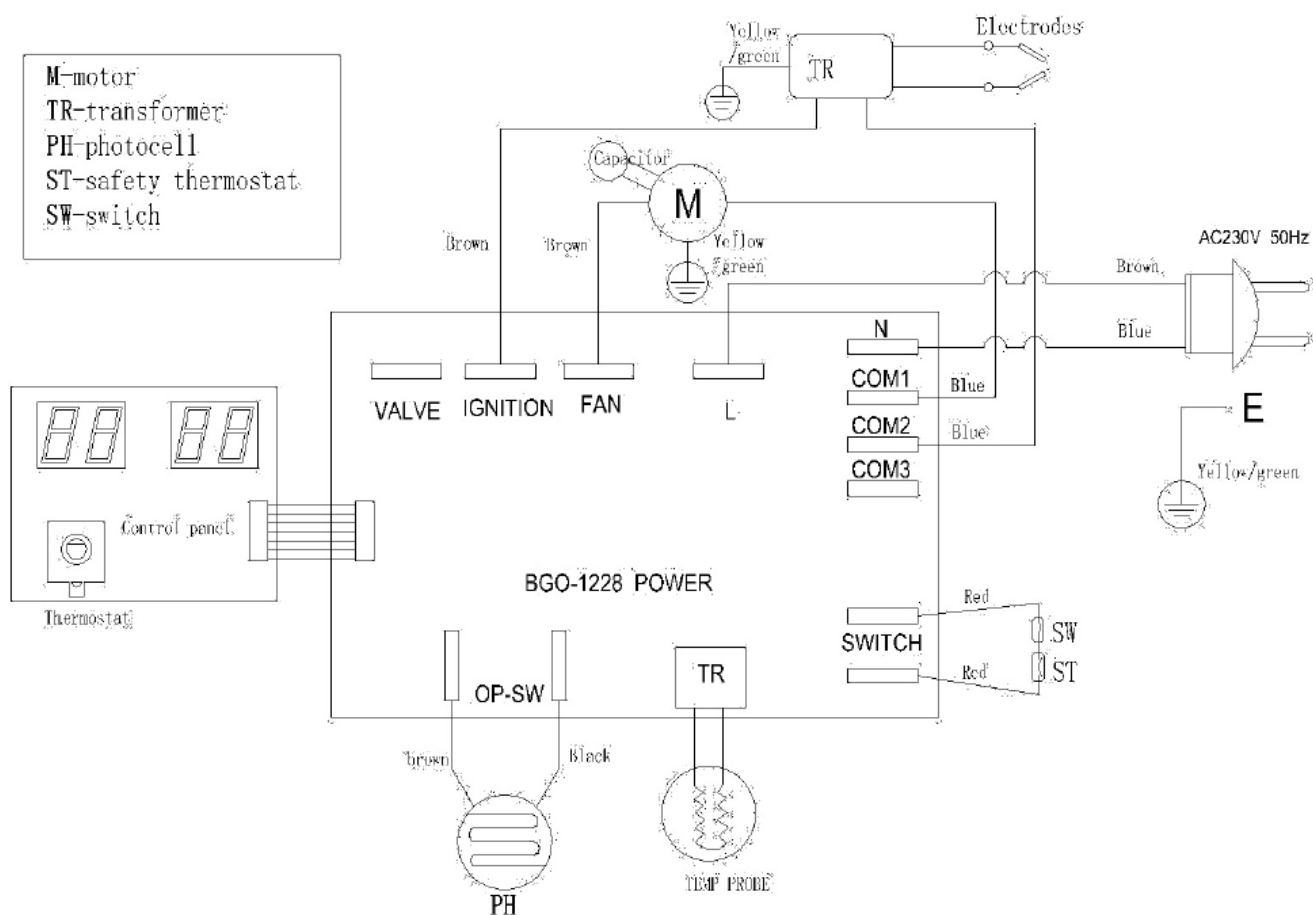 M-motor
TR-transformer
PH-photocell
ST-safety thermostat
SW-switch
Yellow
/green
TR
Electrodes
Capacitor
M
Brown
Brown
Yellow
/green
AC230V 50Hz
Brown
Blue
N
COM1
Blue
COM2
Blue
COM3
VALVE
IGNITION
FAN
L
E
Yellow/green
Control panel
Thermostat
BGO-1228 POWER
Red
SW
SWITCH
ST
Red
OP-SW
TR
brown
Black
PH
TEMP PROBE